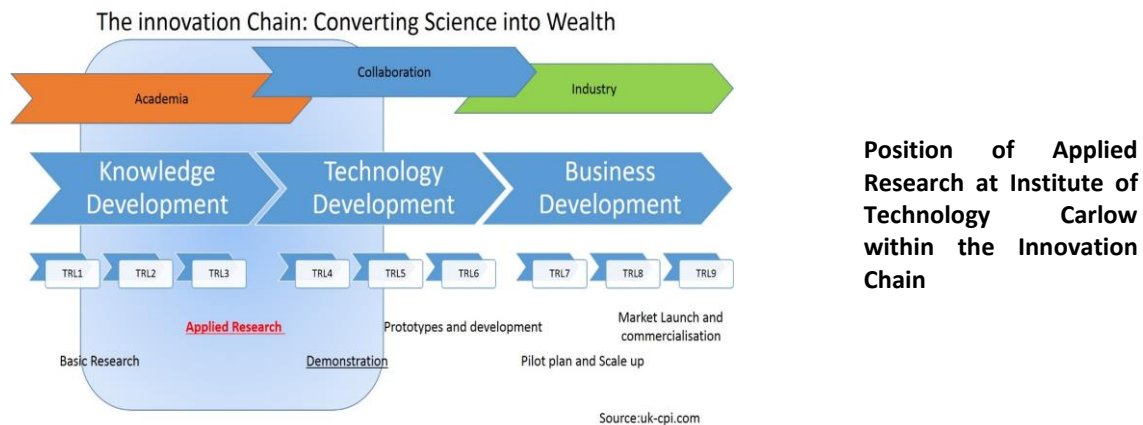 The innovation Chain: Converting Science into Wealth
Collaboration
Academia
Industry
Knowledge
Development
Technology
Development
Business
Development
TRL1
TRL2
TRL3
TRL4
TRL5
TRL6
TRL7
TRL8
TRL9
Applied Research
Prototypes and development
Market Launch and
commercialisation
Basic Research
Demonstration
Pilot plan and Scale up
Source:uk-cpi.com
Position of Applied
Research at Institute of
Technology Carlow
within the Innovation
Chain